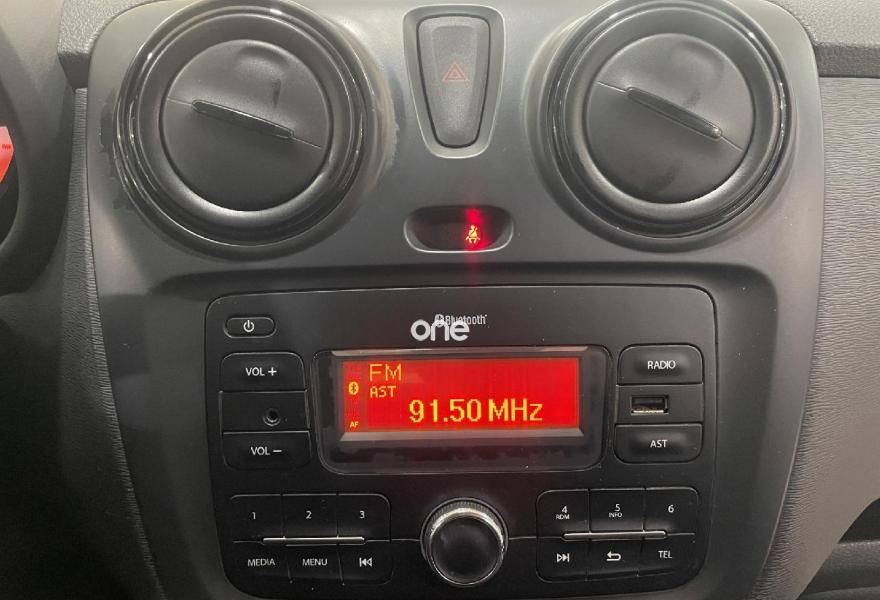 Bluetooth
one
VOL +
FM
AST
91.50 MHz
AF
RADIO
VOL −
AST
1 2 3
4 RDM
5 INFO
6
MEDIA MENU
TEL